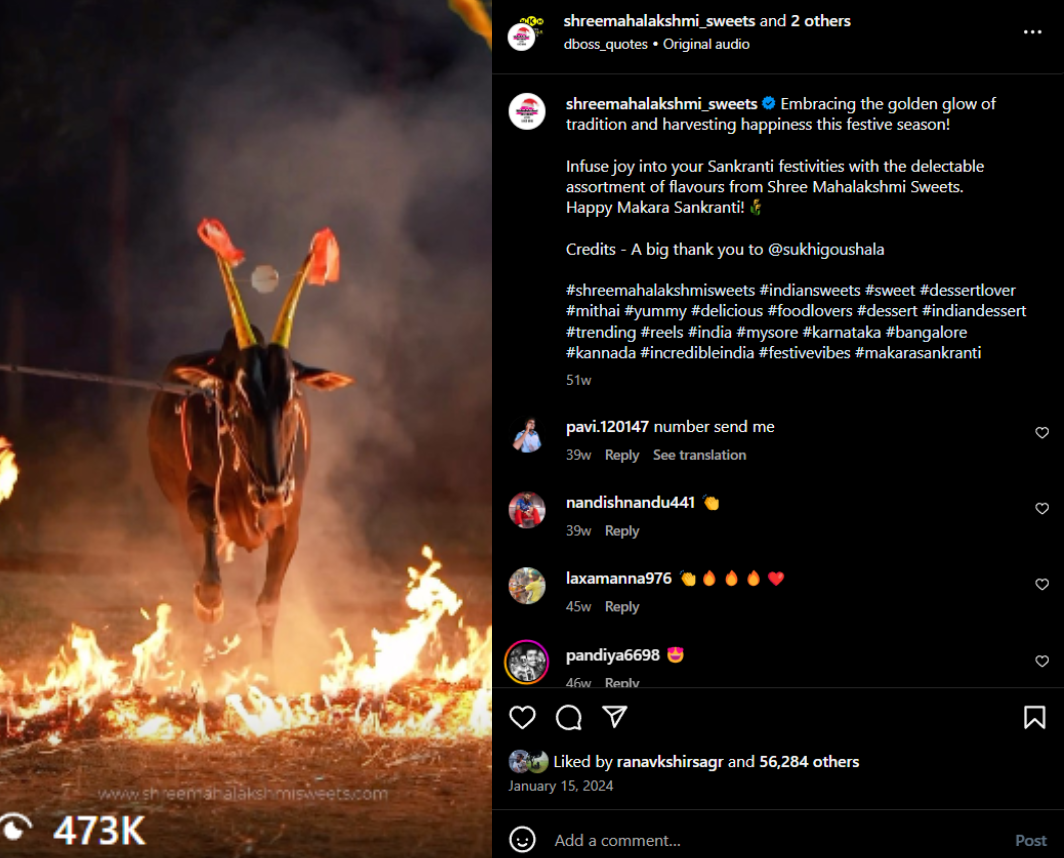 shreemahalakshmi_sweets and 2 others
dboss_quotes • Original audio
shreemahalakshmi_sweets Embracing the golden glow of
tradition and harvesting happiness this festive season!
Infuse joy into your Sankranti festivities with the delectable
assortment of flavours from Shree Mahalakshmi Sweets.
Happy Makara Sankranti! 🌾
Credits - A big thank you to @sukhigoushala
#shreemahalakshmisweets #indiansweets #sweet #dessertlover
#mithai #yummy #delicious #foodlovers #dessert #indiandessert
#trending #reels #india #mysore #karnataka #bangalore
#kannada #incredibleindia #festivevibes #makarasankranti
51w
pavi.120147 number send me
39w Reply See translation
nandishnandu441 👏
39w Reply
laxamanna976 👏🔥🔥🔥❤️
45w Reply
pandiya6698 🤩
46w Reply
Liked by ranavkshirsagr and 56,284 others
January 15, 2024
Add a comment... Post
www.shreemahalakshmisweets.com
473K